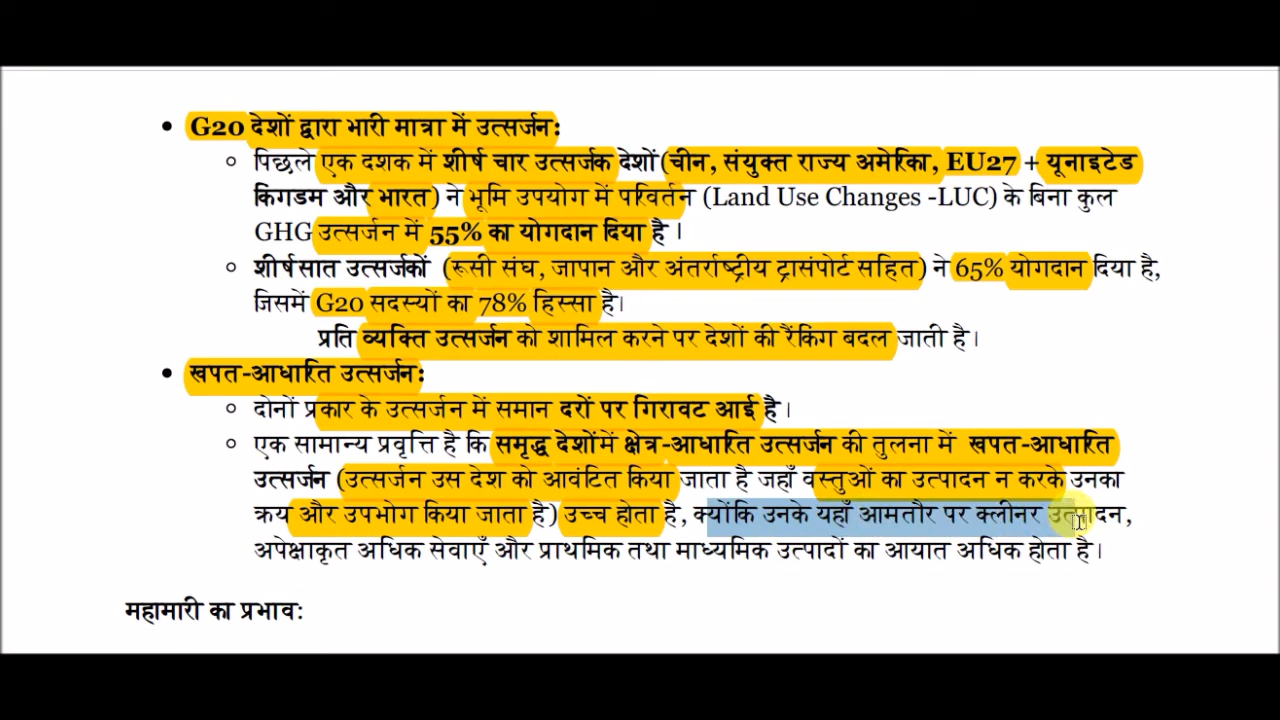 • G20 देशों द्वारा भारी मात्रा में उत्सर्जन:
○ पिछले एक दशक में शीर्ष चार उत्सर्जक देशों (चीन, संयुक्त राज्य अमेरिका, EU27 + यूनाइटेड
किंगडम और भारत) ने भूमि उपयोग में परिवर्तन (Land Use Changes -LUC) के बिना कुल
GHG उत्सर्जन में 55% का योगदान दिया है।
○ शीर्ष सात उत्सर्जकों (रूसी संघ, जापान और अंतर्राष्ट्रीय ट्रासंपोर्ट सहित) ने 65% योगदान दिया है,
जिसमें G20 सदस्यों का 78% हिस्सा है।
प्रति व्यक्ति उत्सर्जन को शामिल करने पर देशों की रैंकिंग बदल जाती है।
• खपत-आधारित उत्सर्जन:
○ दोनों प्रकार के उत्सर्जन में समान दरों पर गिरावट आई है।
○ एक सामान्य प्रवृत्ति है कि समृद्ध देशों में क्षेत्र-आधारित उत्सर्जन की तुलना में खपत-आधारित
उत्सर्जन (उत्सर्जन उस देश को आवंटित किया जाता है जहाँ वस्तुओं का उत्पादन न करके उनका
क्रय और उपभोग किया जाता है) उच्च होता है, क्योंकि उनके यहाँ आमतौर पर क्लीनर उत्पादन,
अपेक्षाकृत अधिक सेवाएँ और प्राथमिक तथा माध्यमिक उत्पादों का आयात अधिक होता है।
महामारी का प्रभाव: